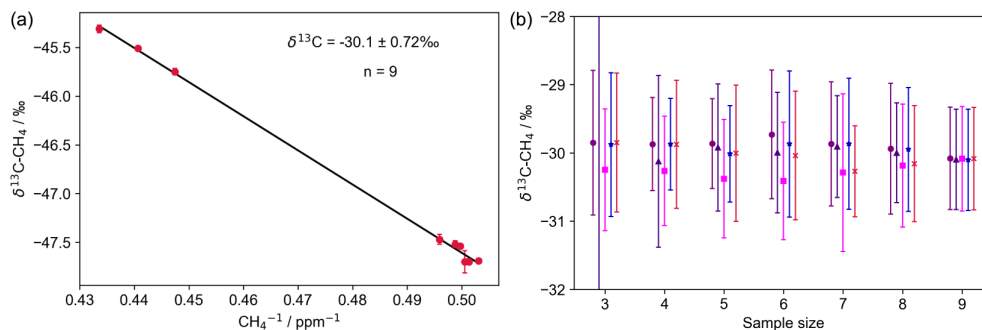 (a)
δ¹³C = -30.1 ± 0.72‰
n = 9
δ¹³C-CH₄ / ‰
−45.5
−46.0
−46.5
−47.0
−47.5
0.43 0.44 0.45 0.46 0.47 0.48 0.49 0.50
CH₄⁻¹ / ppm⁻¹
(b)
δ¹³C-CH₄ / ‰
−28
−29
−30
−31
−32
3 4 5 6 7 8 9
Sample size